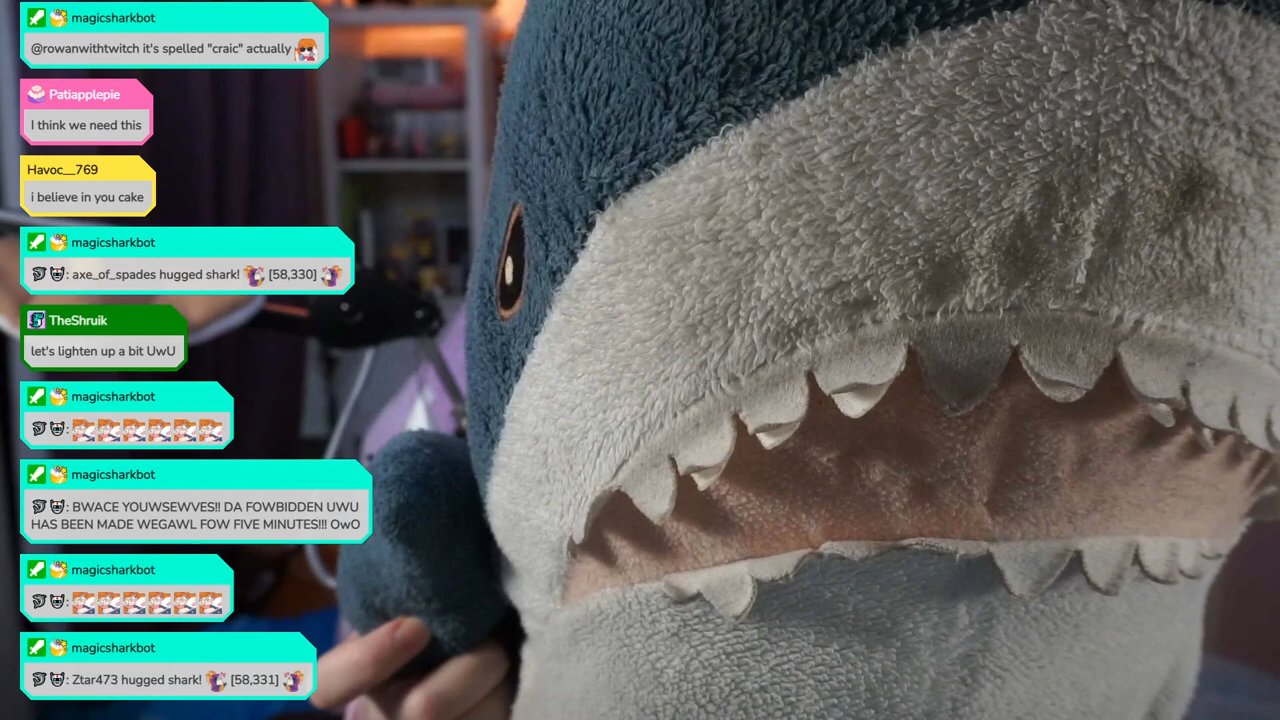 magicsharkbot
@rowanwithtwitch it's spelled "craic" actually
Patiapplepie
I think we need this
Havoc__769
i believe in you cake
magicsharkbot
: axe_of_spades hugged shark! [58,330]
TheShruik
let's lighten up a bit UwU
magicsharkbot
:
magicsharkbot
: BWACE YOUWSEWVES!! DA FOWBIDDEN UWU
HAS BEEN MADE WEGAWL FOW FIVE MINUTES!!! OwO
magicsharkbot
:
magicsharkbot
: Ztar473 hugged shark! [58,331]